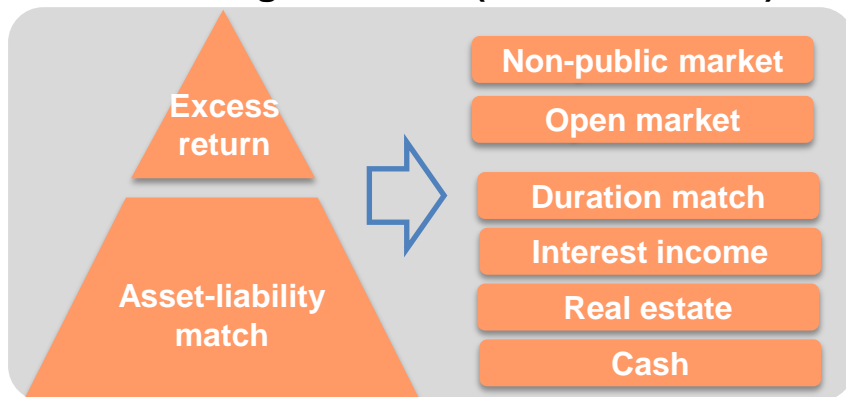 Excess
return
Asset-liability
match
Non-public market
Open market
Duration match
Interest income
Real estate
Cash